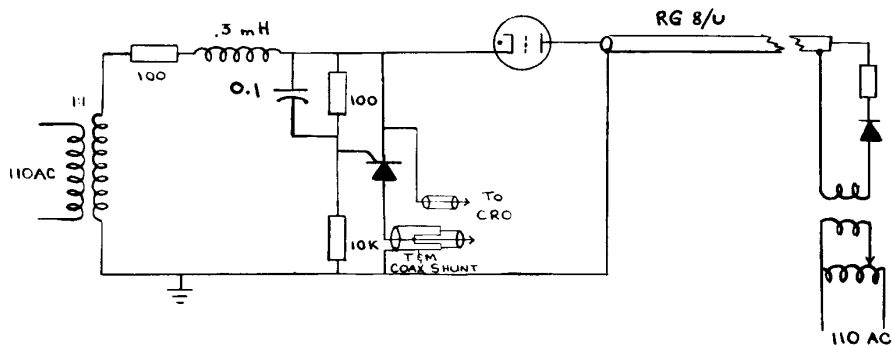 .3 mH
RG 8/U
100
0.1
100
1:1
110AC
TO
CRO
10K
T&M
COAX SHUNT
110 AC